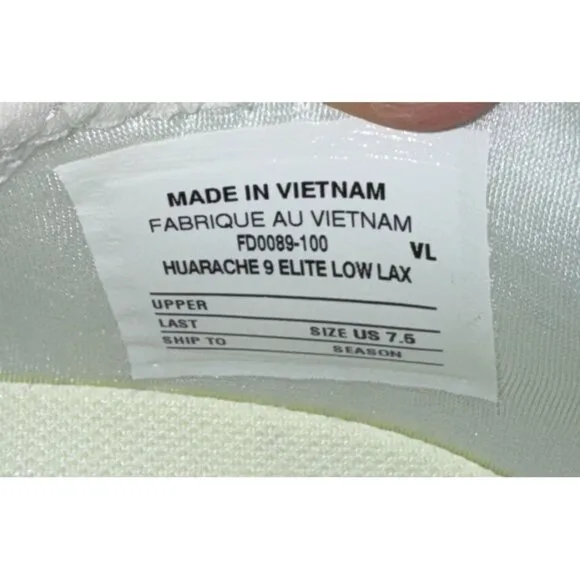 MADE IN VIETNAM
FABRIQUE AU VIETNAM
FD0089-100 VL
HUARACHE 9 ELITE LOW LAX
UPPER
LAST SIZE US 7.5
SHIP TO SEASON